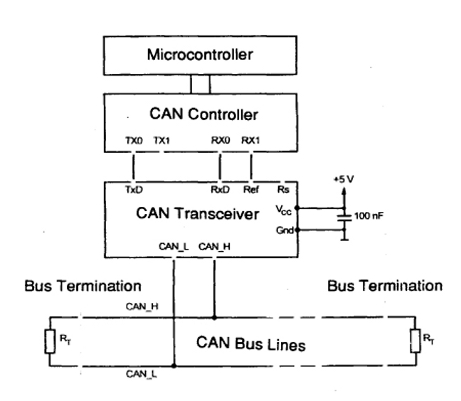 Microcontroller
CAN Controller
TX0 TX1 RX0 RX1
TxD RxD Ref Rs
+5 V
CAN Transceiver
VCC
100 nF
Gnd
CAN_L CAN_H
Bus Termination
Bus Termination
CAN_H
RT
CAN Bus Lines
RT
CAN_L